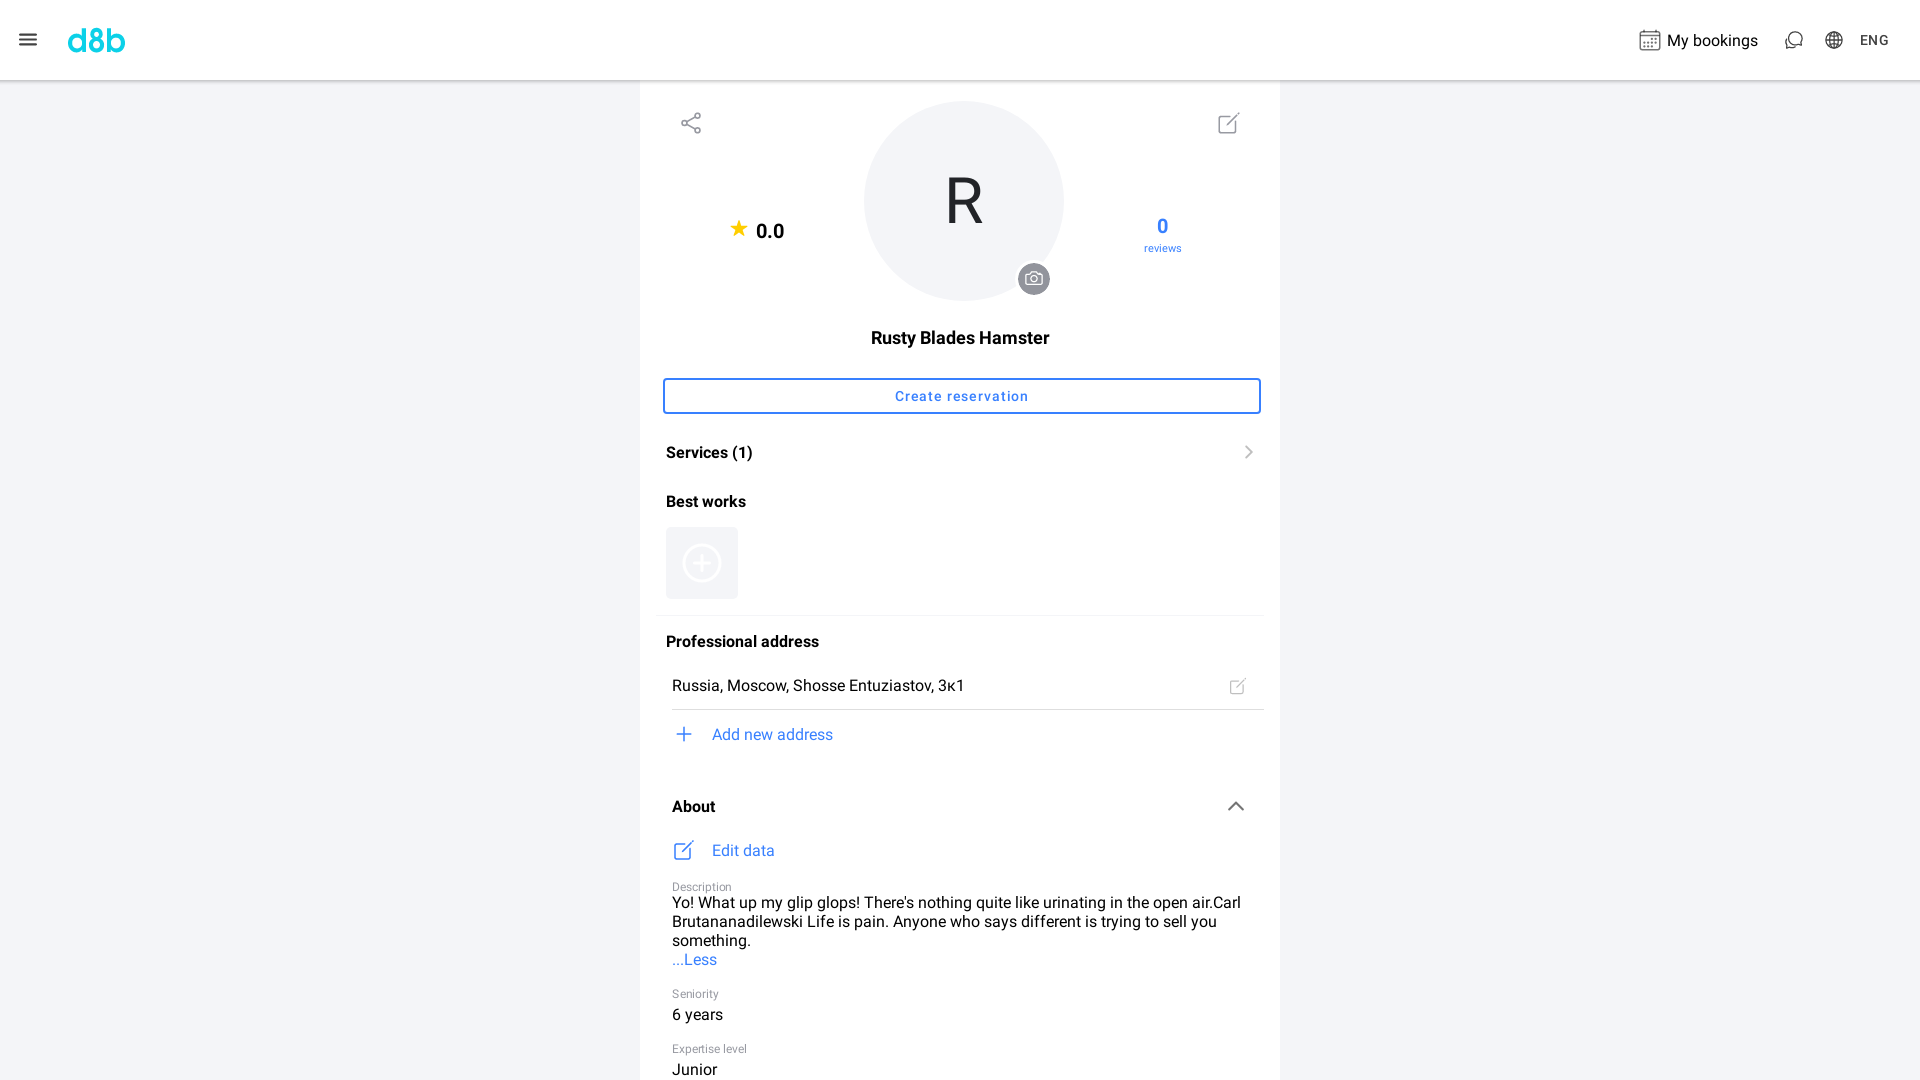 d8b
My bookings
ENG
R
0.0
0
reviews
Rusty Blades Hamster
Create reservation
Services (1)
Best works
Professional address
Russia, Moscow, Shosse Entuziastov, 3к1
Add new address
About
Edit data
Description
Yo! What up my glip glops! There's nothing quite like urinating in the open air.Carl
Brutananadilewski Life is pain. Anyone who says different is trying to sell you
something.
...Less
Seniority
6 years
Expertise level
Junior